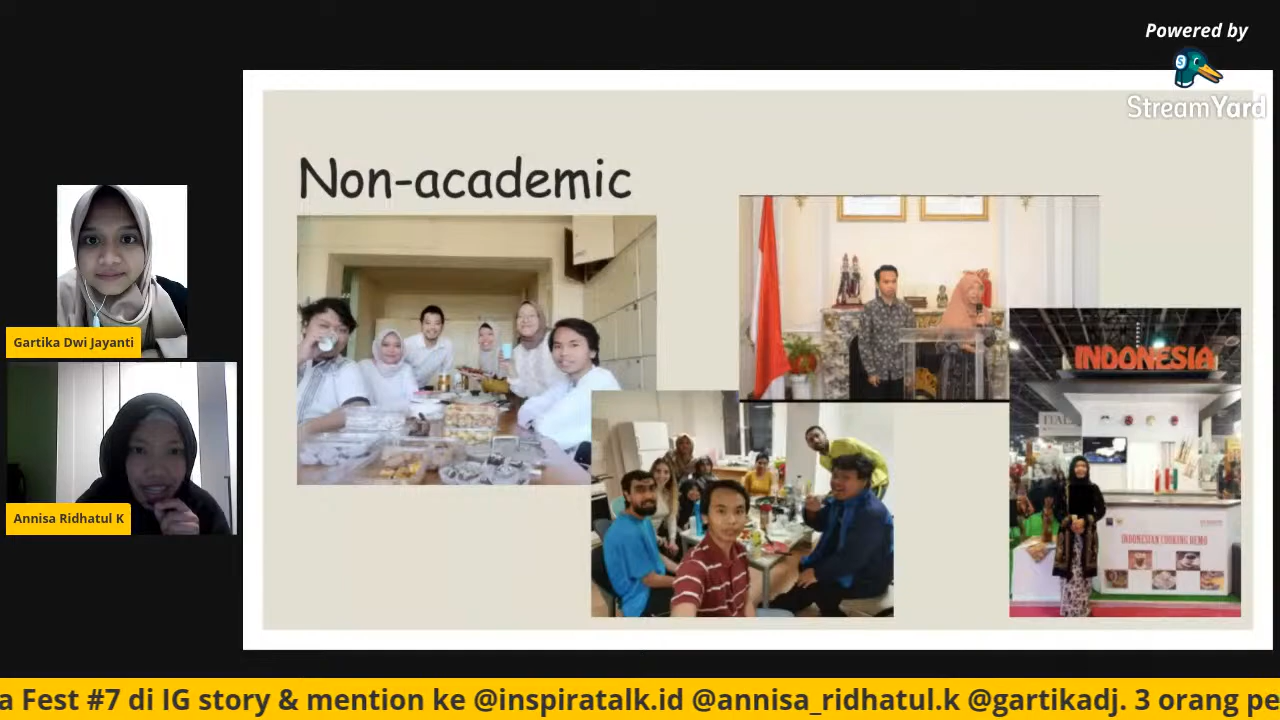 Powered by
StreamYard
Non-academic
INDONESIA
ITAL
INDONESIAN COOKING DEMO
Gartika Dwi Jayanti
Annisa Ridhatul K
a Fest #7 di IG story & mention ke @inspiratalk.id @annisa_ridhatul.k @gartikadj. 3 orang pe